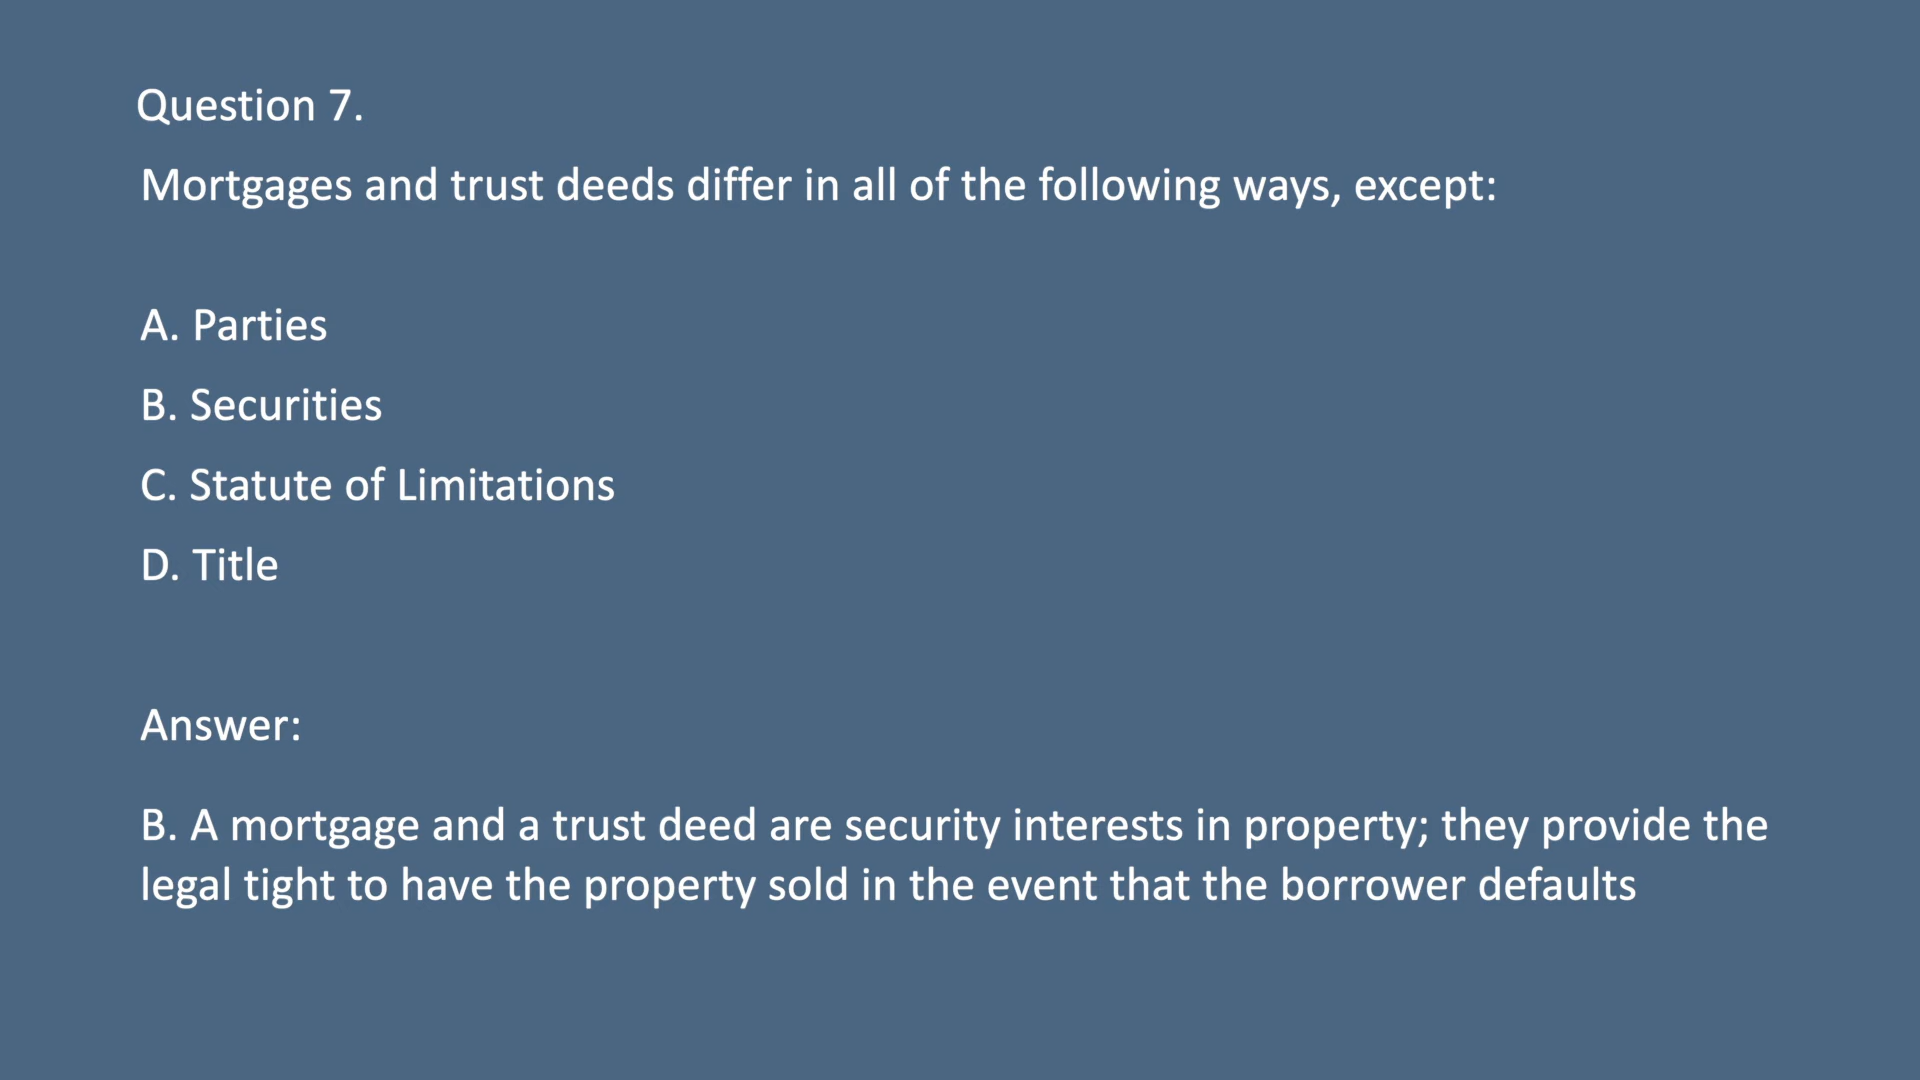 Question 7.
Mortgages and trust deeds differ in all of the following ways, except:
A. Parties
B. Securities
C. Statute of Limitations
D. Title
Answer:
B. A mortgage and a trust deed are security interests in property; they provide the
legal tight to have the property sold in the event that the borrower defaults